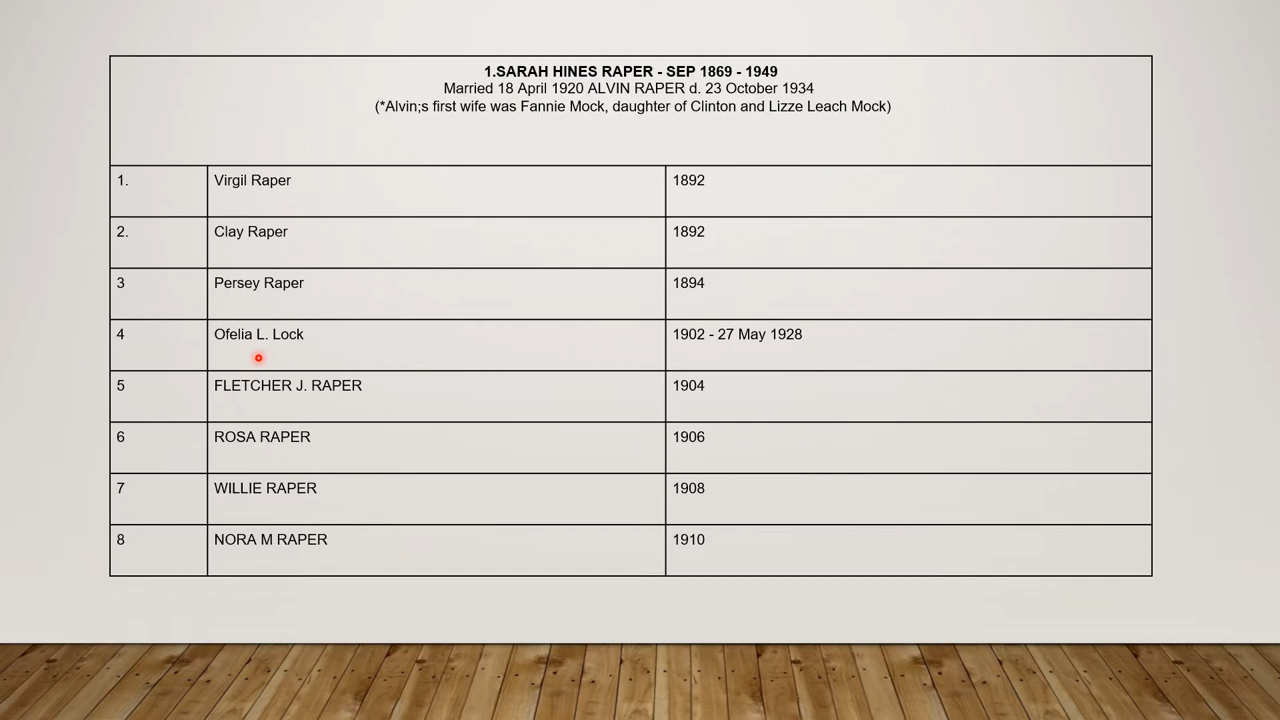 1.SARAH HINES RAPER - SEP 1869 - 1949
Married 18 April 1920 ALVIN RAPER d. 23 October 1934
(*Alvin;s first wife was Fannie Mock, daughter of Clinton and Lizze Leach Mock)
1. Virgil Raper 1892
2. Clay Raper 1892
3 Persey Raper 1894
4 Ofelia L. Lock 1902 - 27 May 1928
5 FLETCHER J. RAPER 1904
6 ROSA RAPER 1906
7 WILLIE RAPER 1908
8 NORA M RAPER 1910